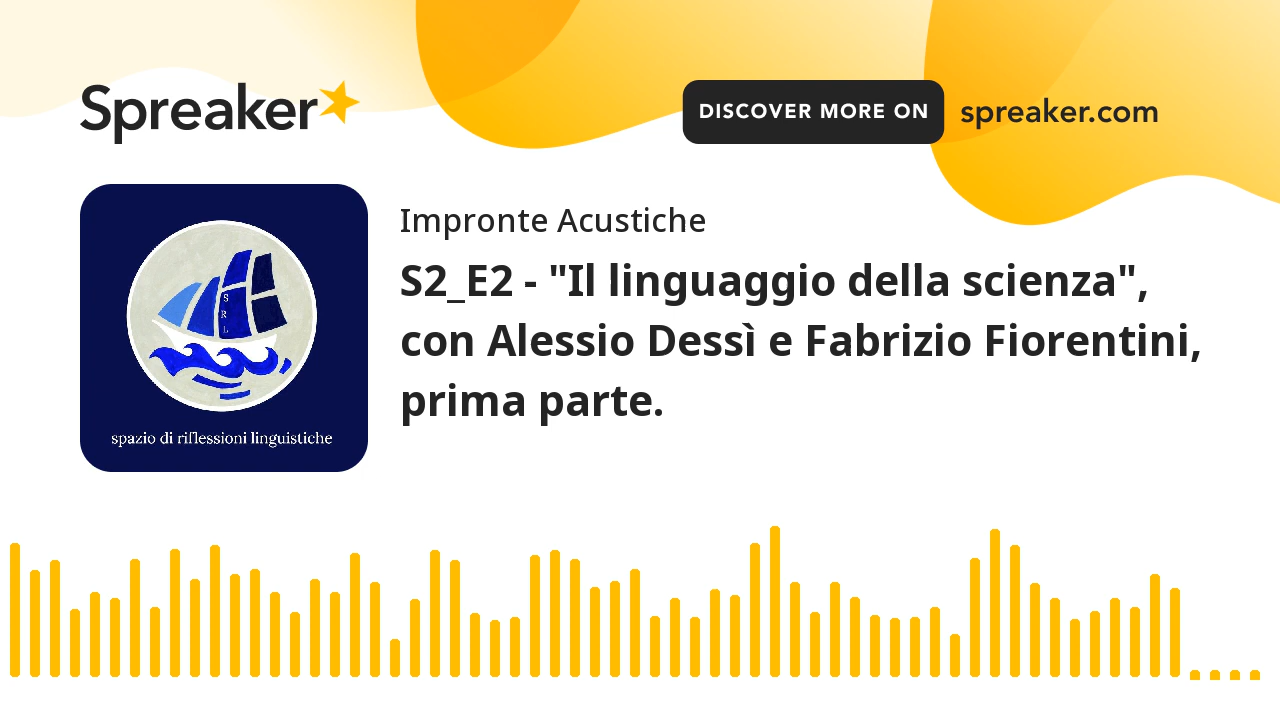 Spreaker
DISCOVER MORE ON spreaker.com
Impronte Acustiche
S2_E2 - "Il linguaggio della scienza",
con Alessio Dessì e Fabrizio Fiorentini,
prima parte.
S
R
L
spazio di riflessioni linguistiche